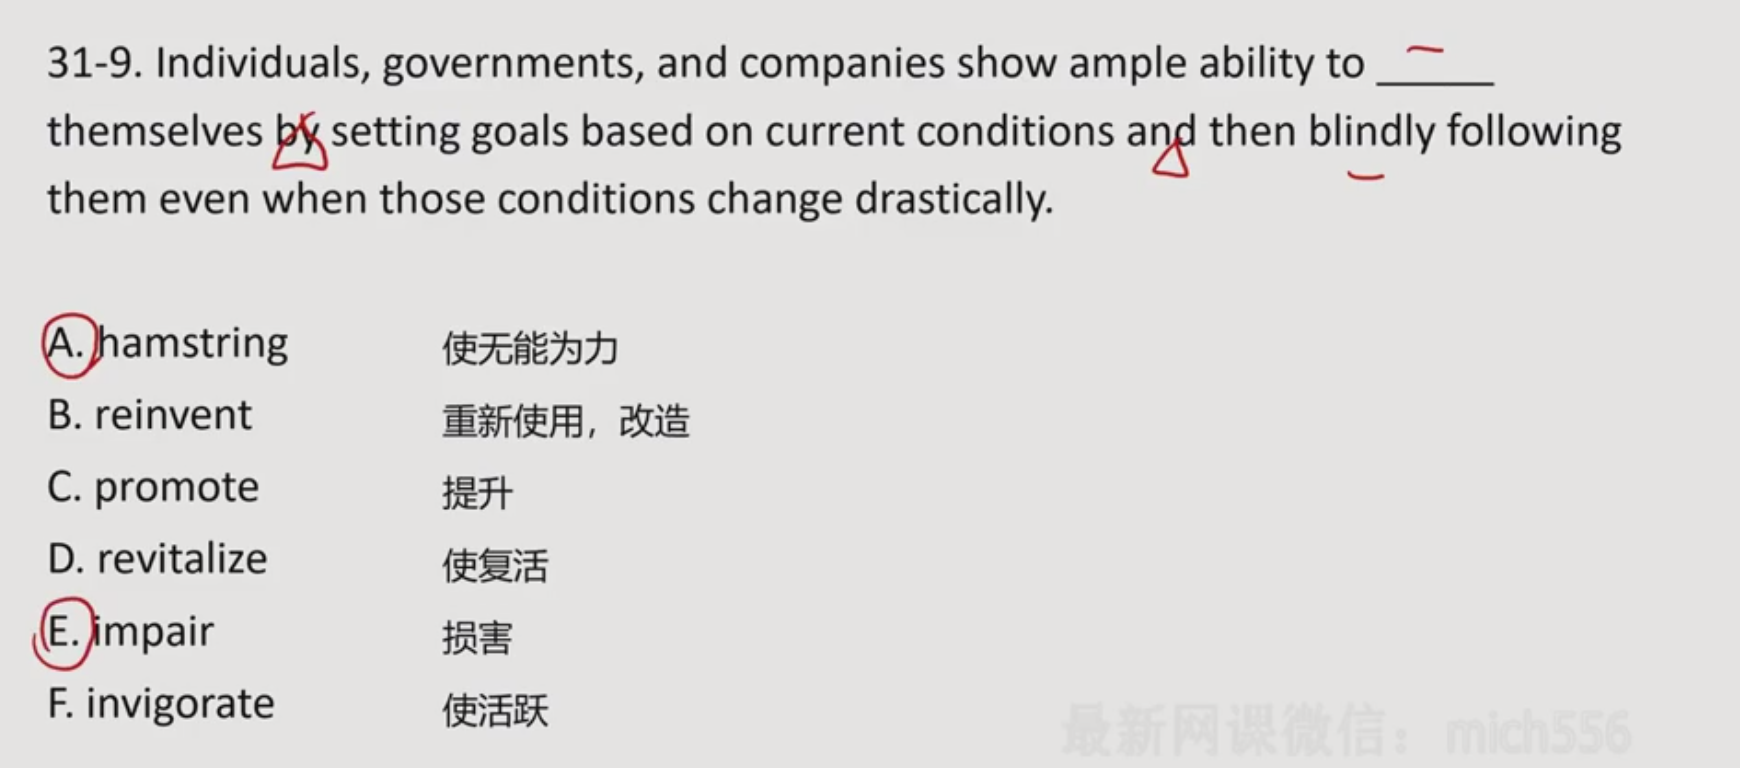 31-9. Individuals, governments, and companies show ample ability to _____
themselves by setting goals based on current conditions and then blindly following
them even when those conditions change drastically.
A. hamstring 使无能为力
B. reinvent 重新使用，改造
C. promote 提升
D. revitalize 使复活
E. impair 损害
F. invigorate 使活跃
最新网课微信：mich556